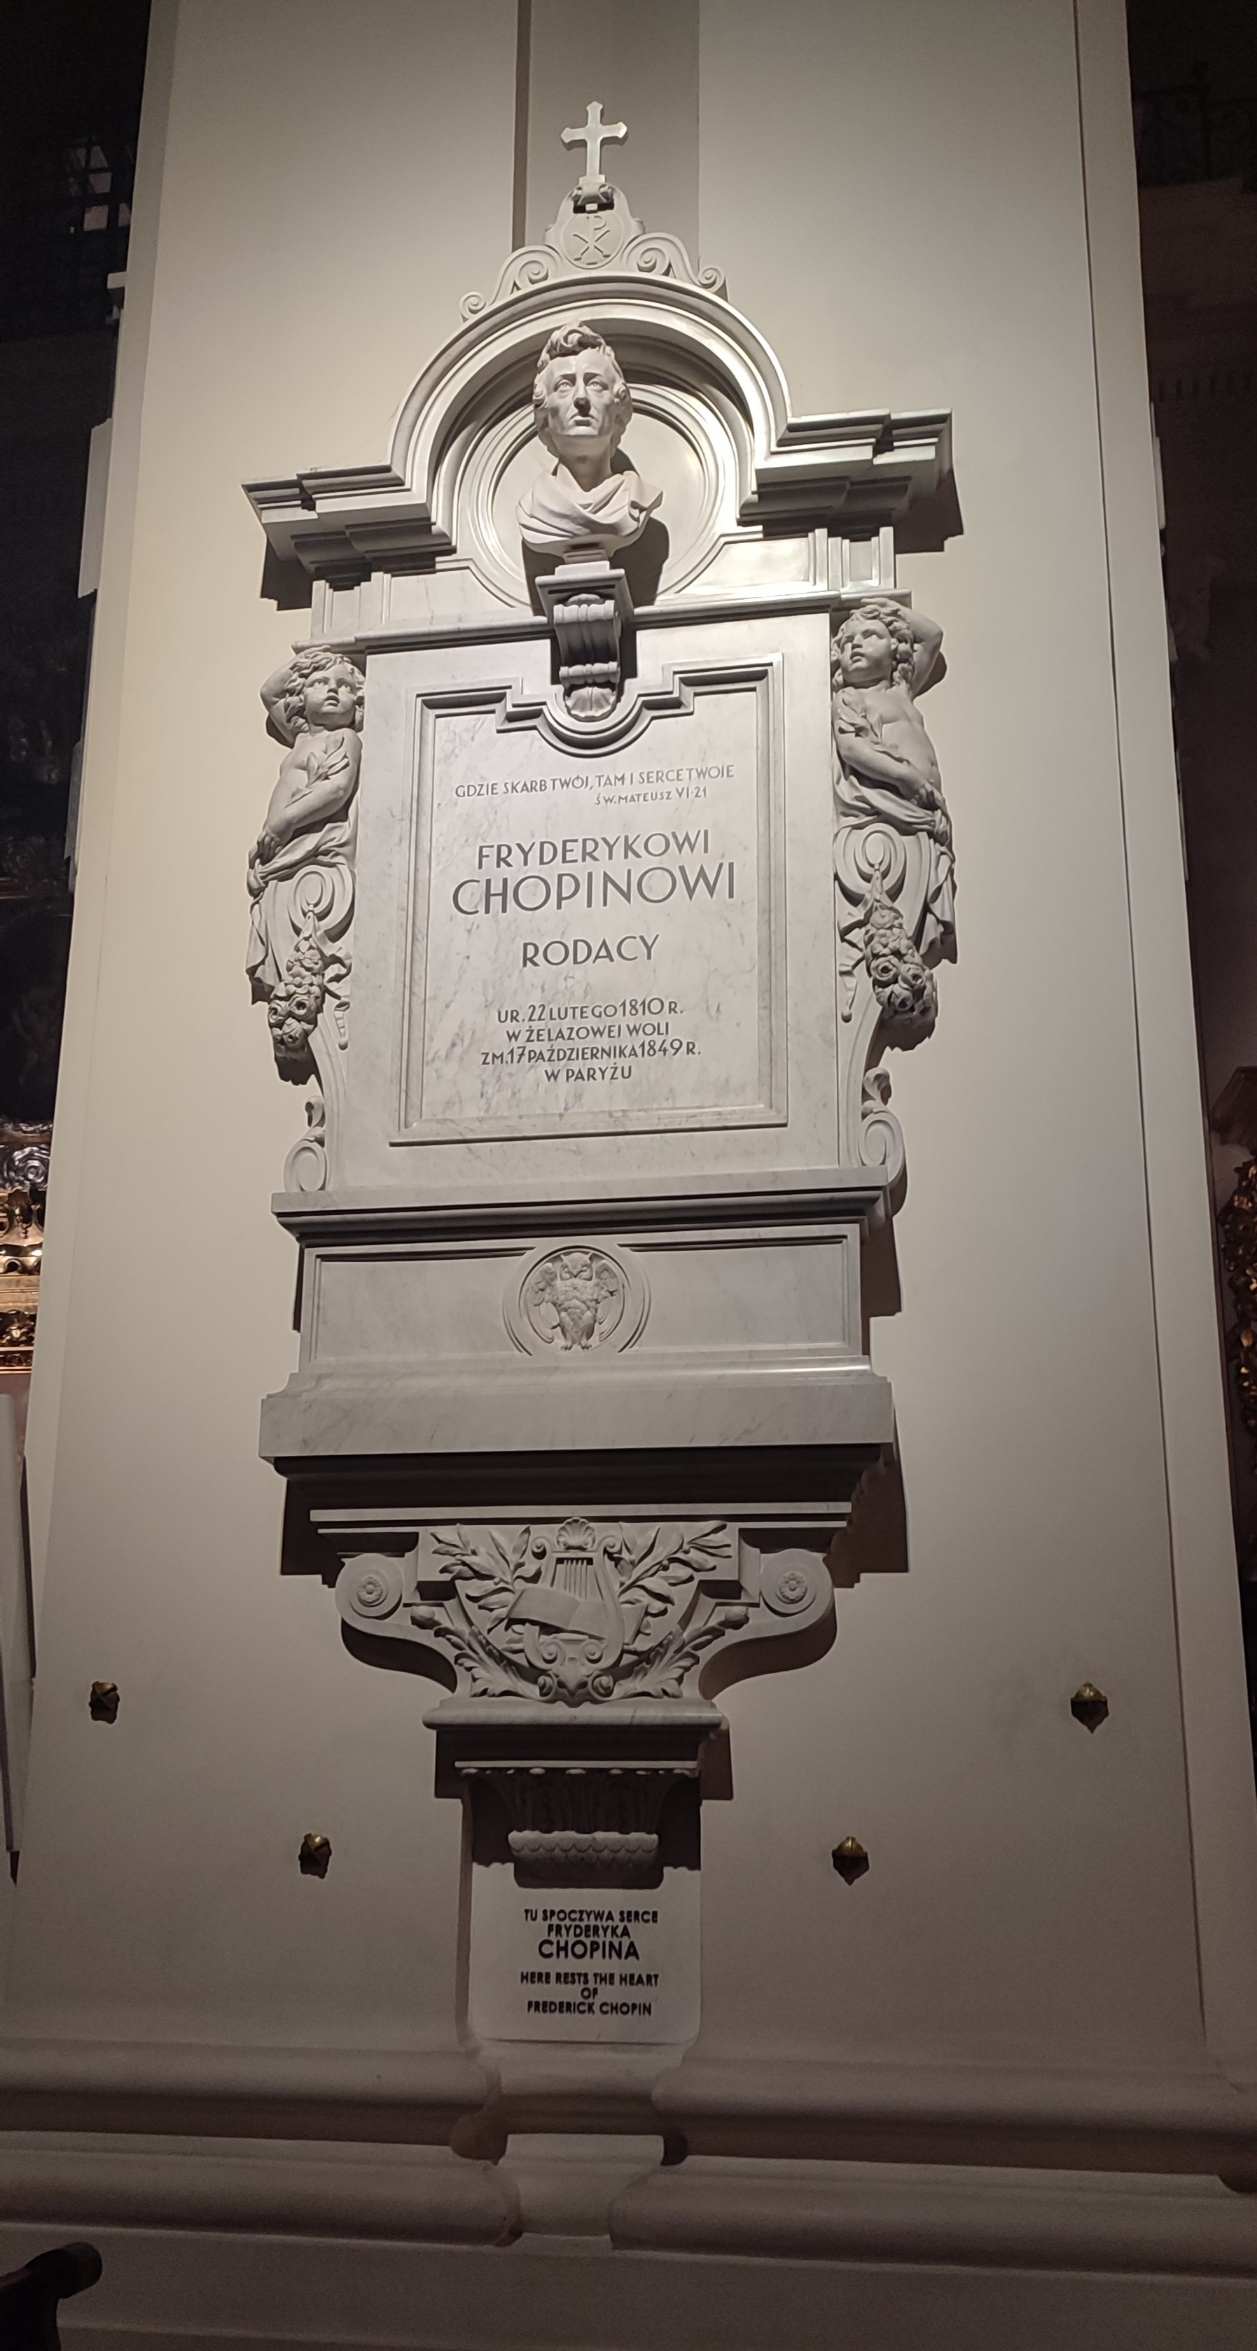 GDZIE SKARB TWÓJ, TAM I SERCE TWOIE
ŚW. MATEUSZ VI·21
FRYDERYKOWI
CHOPINOWI
RODACY
UR. 22 LUTEGO 1810 R.
W ŻELAZOWEI WOLI
ZM. 17 PAŹDZIERNIKA 1849 R.
W PARYŻU
TU SPOCZYWA SERCE
FRYDERYKA
CHOPINA
HERE RESTS THE HEART
OF
FREDERICK CHOPIN